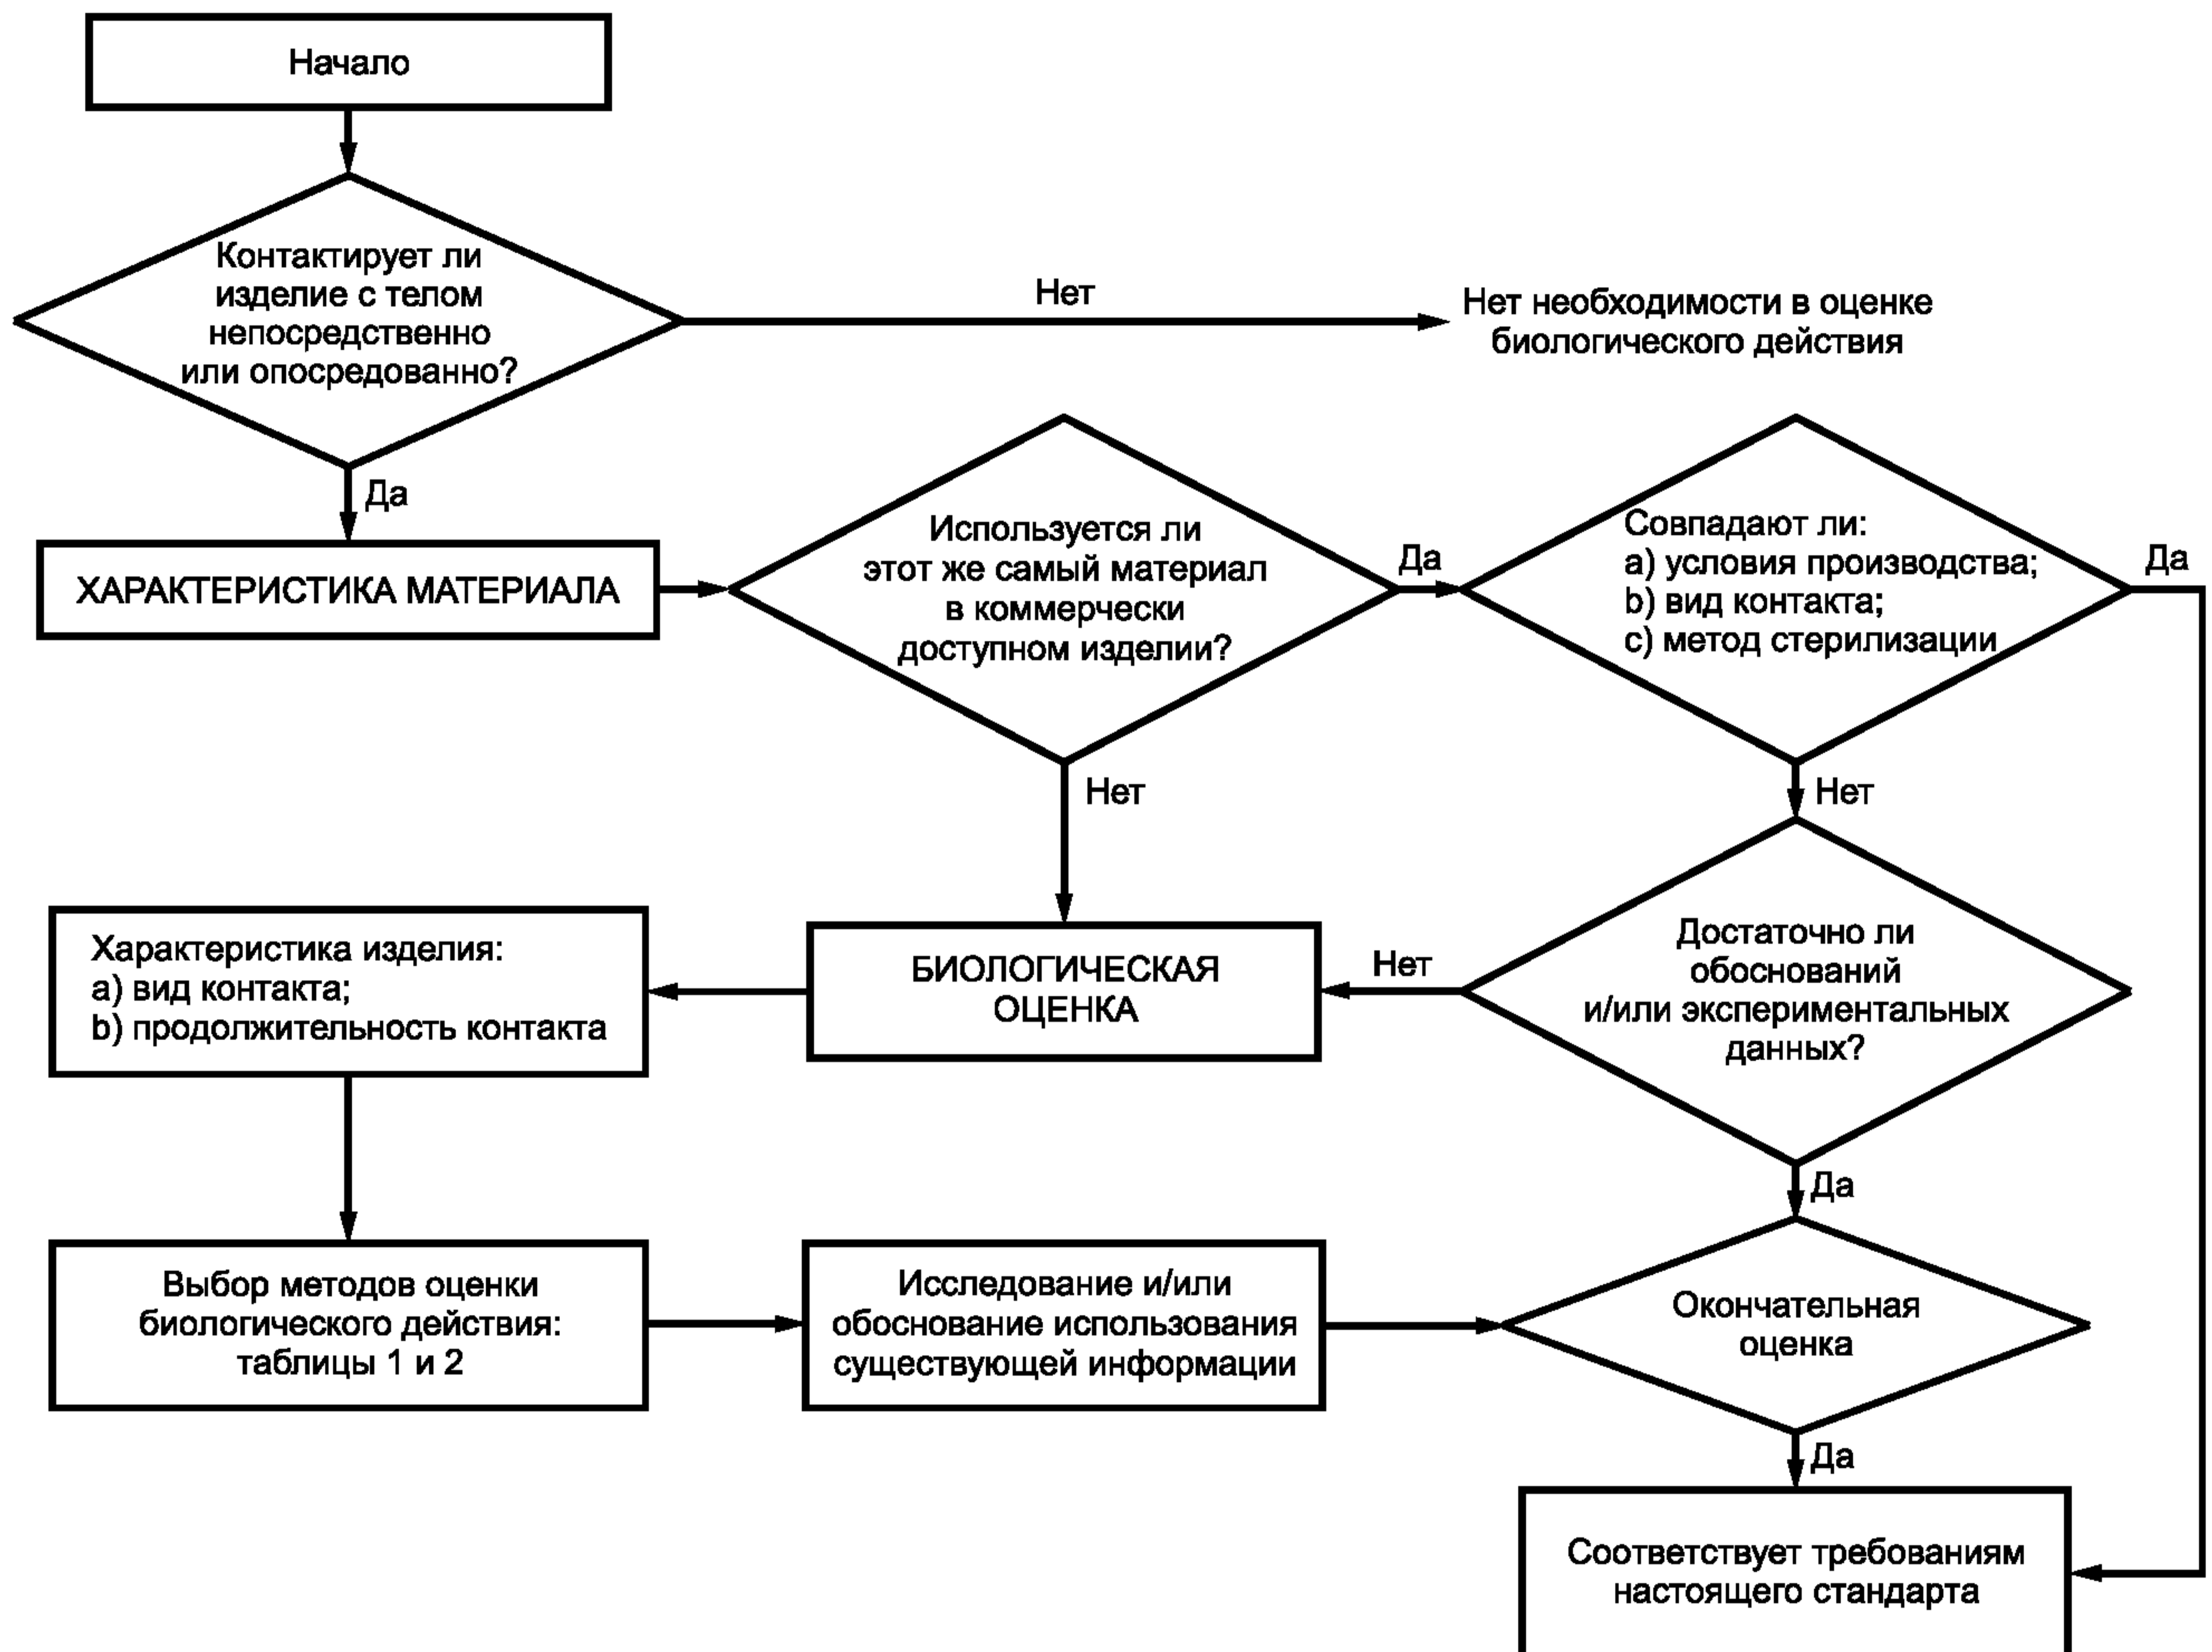 Начало
Контактирует ли
изделие с телом
непосредственно
или опосредованно?
Нет
Нет необходимости в оценке
биологического действия
Да
ХАРАКТЕРИСТИКА МАТЕРИАЛА
Используется ли
этот же самый материал
в коммерчески
доступном изделии?
Да
Совпадают ли:
a) условия производства;
b) вид контакта;
c) метод стерилизации
Да
Нет
Нет
Характеристика изделия:
a) вид контакта;
b) продолжительность контакта
БИОЛОГИЧЕСКАЯ
ОЦЕНКА
Нет
Достаточно ли
обоснований
и/или экспериментальных
данных?
Да
Выбор методов оценки
биологического действия:
таблицы 1 и 2
Исследование и/или
обоснование использования
существующей информации
Окончательная
оценка
Да
Соответствует требованиям
настоящего стандарта